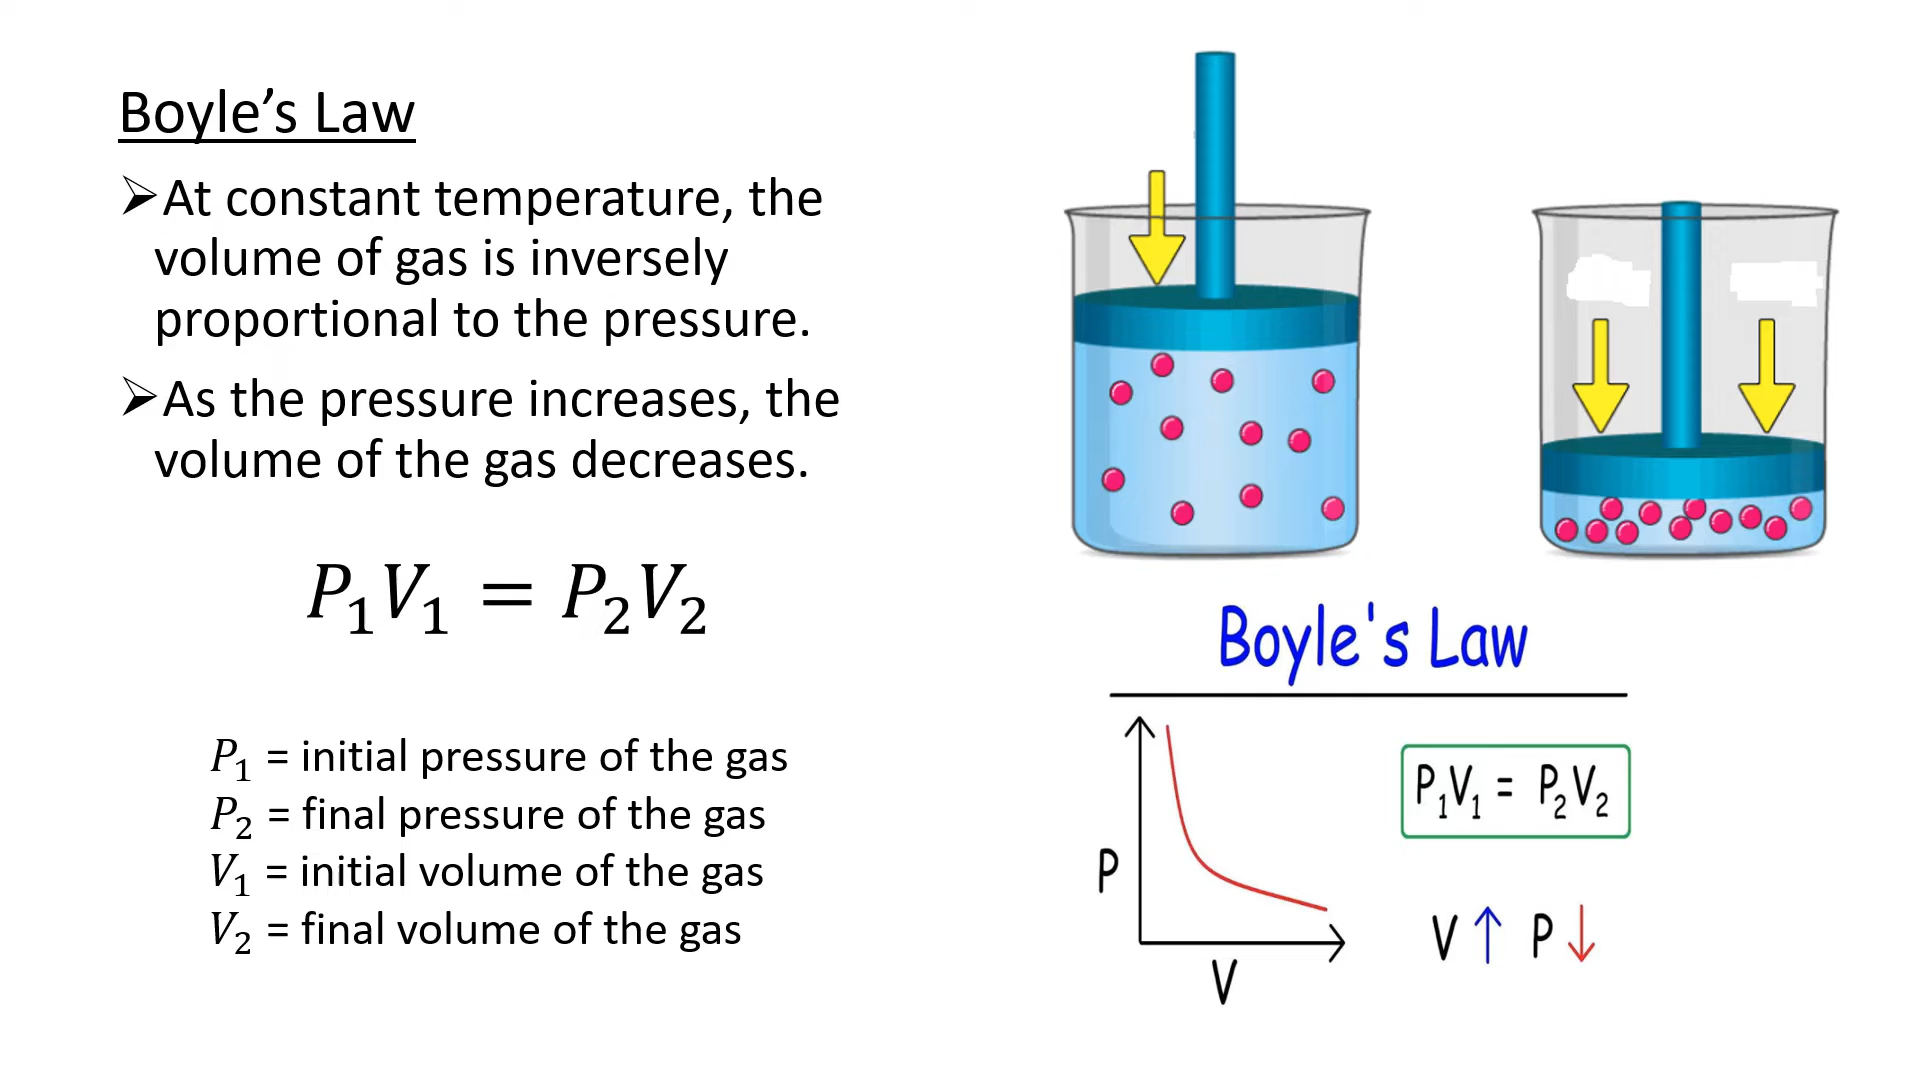 Boyle’s Law
➢At constant temperature, the
volume of gas is inversely
proportional to the pressure.
➢As the pressure increases, the
volume of the gas decreases.
P₁V₁ = P₂V₂
P₁ = initial pressure of the gas
P₂ = final pressure of the gas
V₁ = initial volume of the gas
V₂ = final volume of the gas
Boyle's Law
P₁V₁ = P₂V₂
P
V ↑ P ↓
V